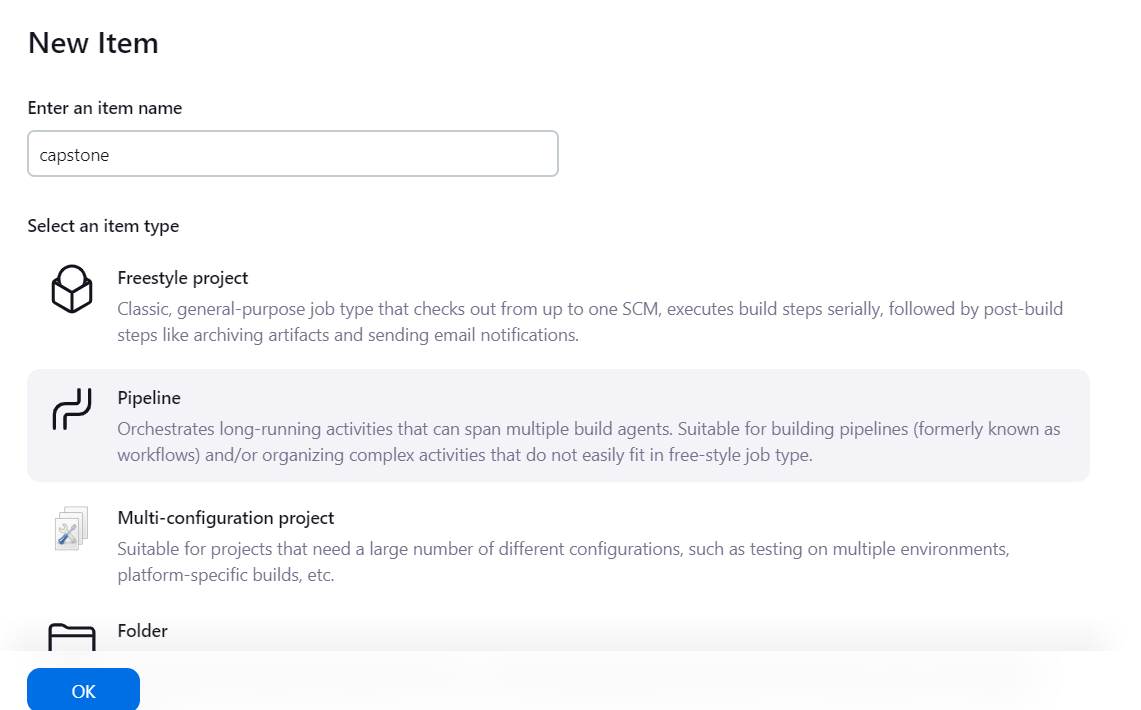 New Item
Enter an item name
capstone
Select an item type
Freestyle project
Classic, general-purpose job type that checks out from up to one SCM, executes build steps serially, followed by post-build
steps like archiving artifacts and sending email notifications.
Pipeline
Orchestrates long-running activities that can span multiple build agents. Suitable for building pipelines (formerly known as
workflows) and/or organizing complex activities that do not easily fit in free-style job type.
Multi-configuration project
Suitable for projects that need a large number of different configurations, such as testing on multiple environments,
platform-specific builds, etc.
Folder
OK